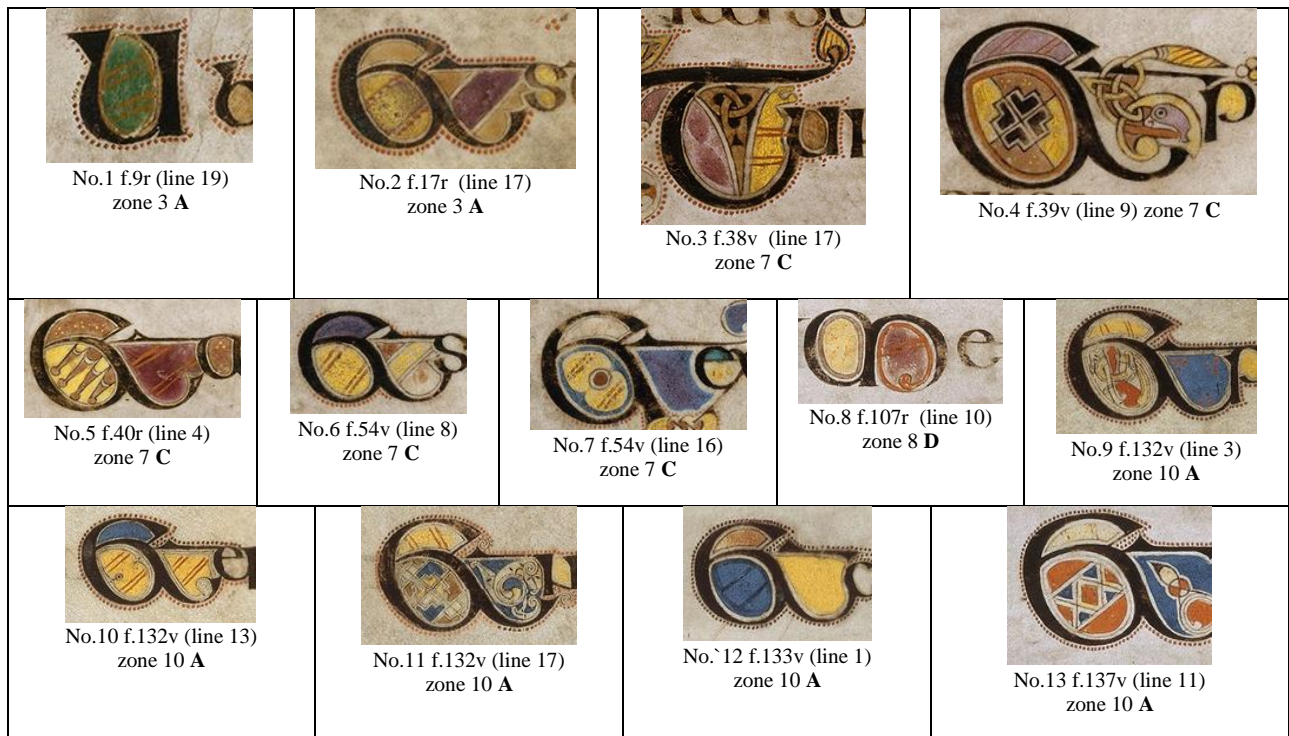 No.1 f.9r (line 19)
zone 3 A
No.2 f.17r (line 17)
zone 3 A
No.3 f.38v (line 17)
zone 7 C
No.4 f.39v (line 9) zone 7 C
No.5 f.40r (line 4)
zone 7 C
No.6 f.54v (line 8)
zone 7 C
No.7 f.54v (line 16)
zone 7 C
No.8 f.107r (line 10)
zone 8 D
No.9 f.132v (line 3)
zone 10 A
No.10 f.132v (line 13)
zone 10 A
No.11 f.132v (line 17)
zone 10 A
No.`12 f.133v (line 1)
zone 10 A
No.13 f.137v (line 11)
zone 10 A